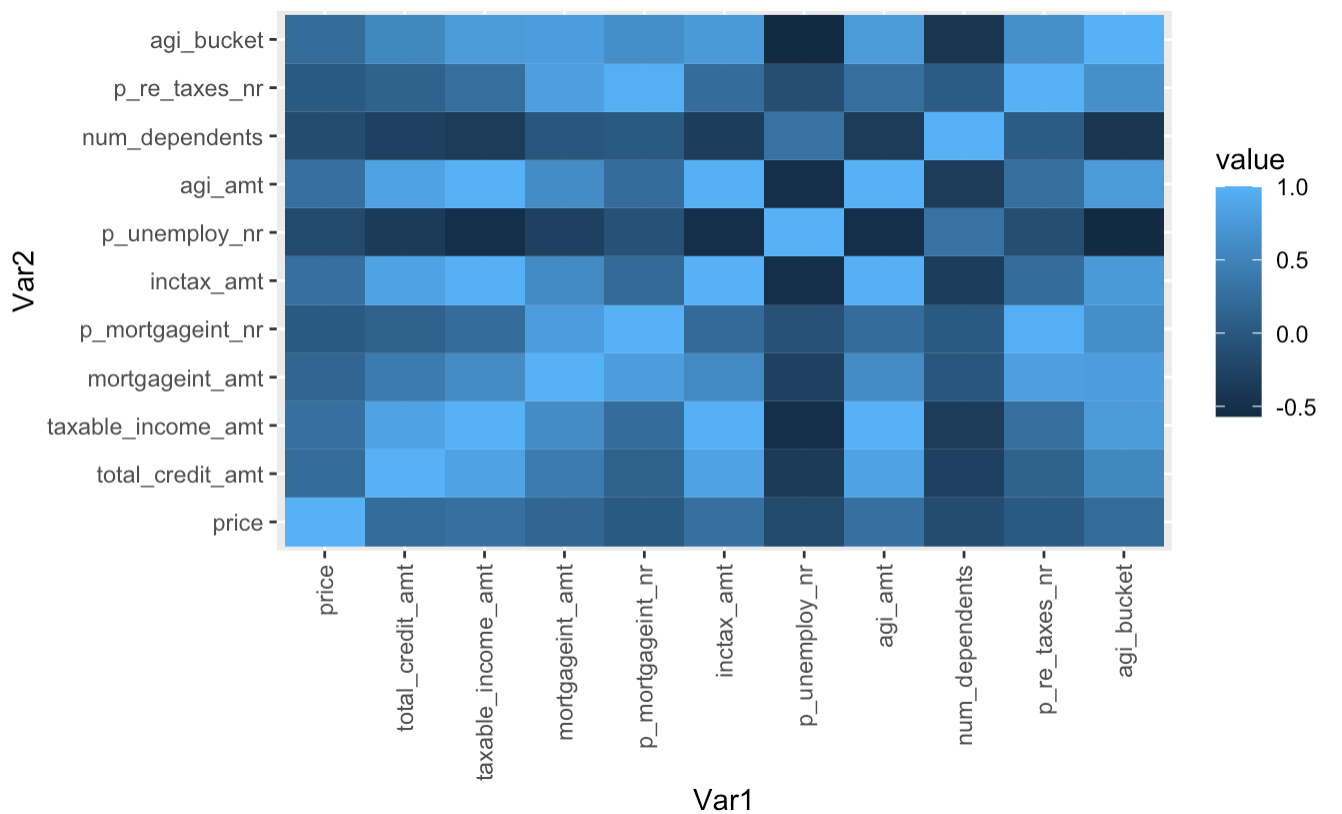 agi_bucket
p_re_taxes_nr
num_dependents
agi_amt
p_unemploy_nr
inctax_amt
p_mortgageint_nr
mortgageint_amt
taxable_income_amt
total_credit_amt
price
Var2
price
total_credit_amt
taxable_income_amt
mortgageint_amt
p_mortgageint_nr
inctax_amt
p_unemploy_nr
agi_amt
num_dependents
p_re_taxes_nr
agi_bucket
Var1
value
1.0
0.5
0.0
-0.5